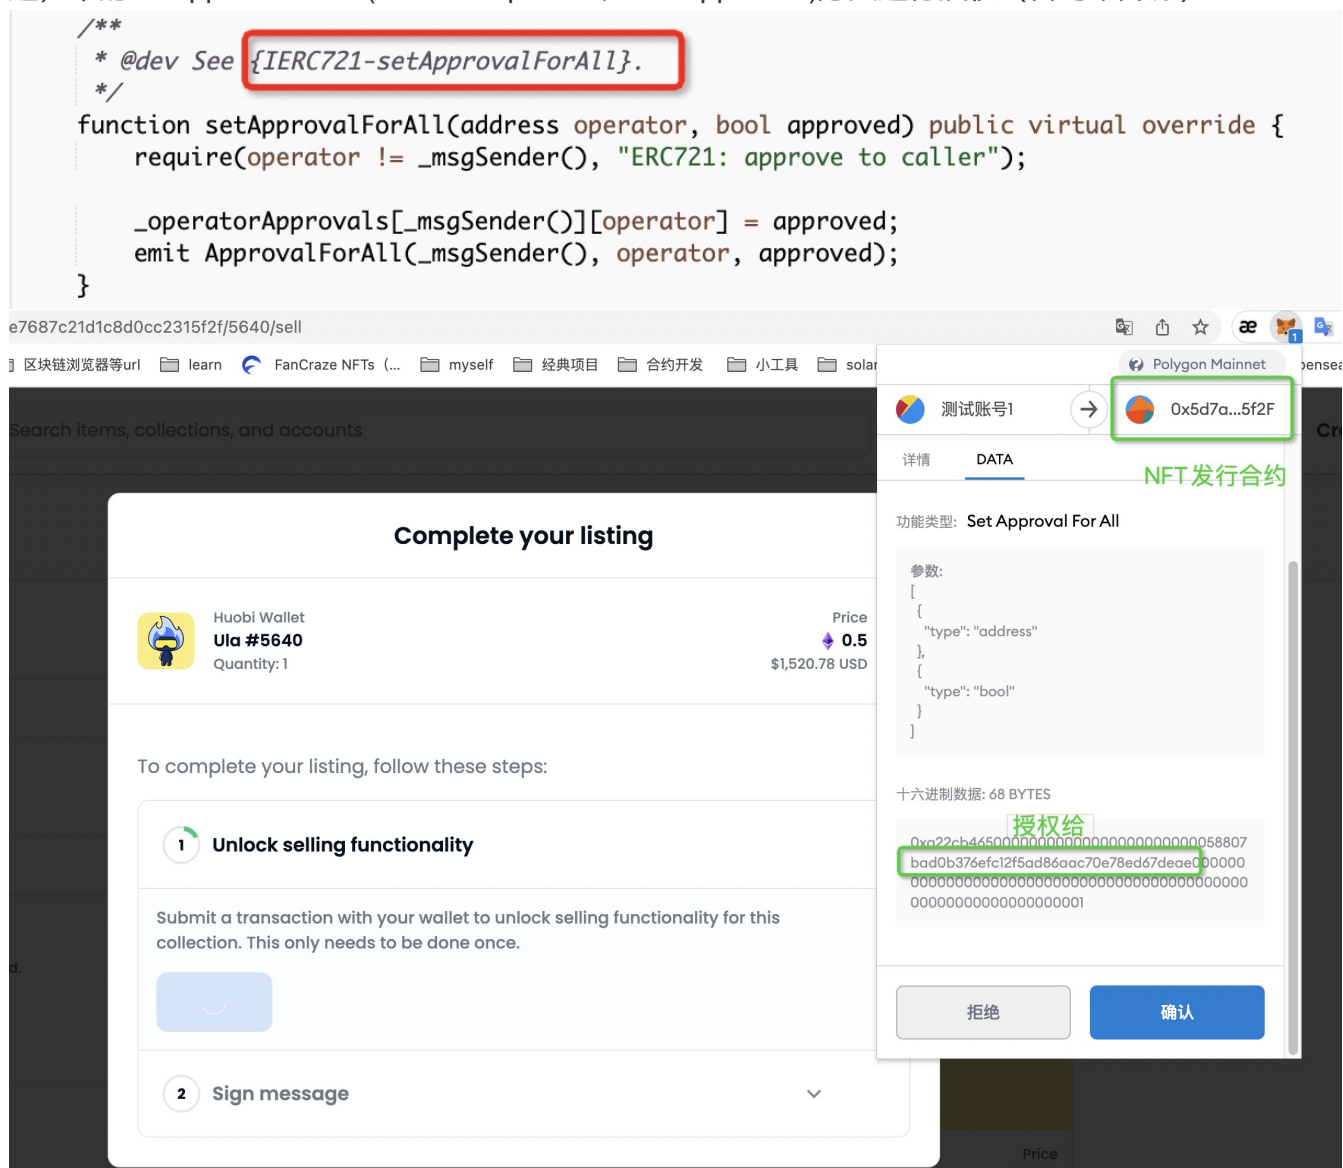 /**
* @dev See {IERC721-setApprovalForAll}.
*/
function setApprovalForAll(address operator, bool approved) public virtual override {
require(operator != _msgSender(), "ERC721: approve to caller");
_operatorApprovals[_msgSender()][operator] = approved;
emit ApprovalForAll(_msgSender(), operator, approved);
}
e7687c21d1c8d0cc2315f2f/5640/sell
区块链浏览器等url learn FanCraze NFTs (... myself 经典项目 合约开发 小工具 solar
Polygon Mainnet
pensea
Search items, collections, and accounts
测试账号1
0x5d7a...5f2F
Cr
详情 DATA
NFT发行合约
Complete your listing
功能类型: Set Approval For All
参数:
[
{
"type": "address"
},
{
"type": "bool"
}
]
Huobi Wallet
Ula #5640
Quantity: 1
Price
0.5
$1,520.78 USD
To complete your listing, follow these steps:
十六进制数据: 68 BYTES
授权给
0xa22cb46500000000000000000000000058807
bad0b376efc12f5ad86aac70e78ed67deae000000
0000000000000000000000000000000000000000
000000000000000000001
1 Unlock selling functionality
Submit a transaction with your wallet to unlock selling functionality for this
collection. This only needs to be done once.
d.
拒绝 确认
2 Sign message
Price